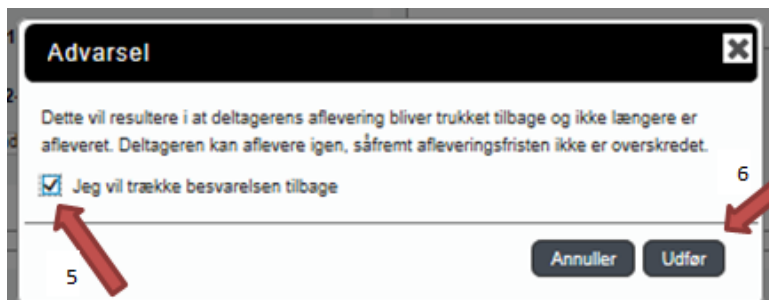 Advarsel
Dette vil resultere i at deltagerens aflevering bliver trukket tilbage og ikke længere er
afleveret. Deltageren kan aflevere igen, såfremt afleveringsfristen ikke er overskredet.
Jeg vil trække besvarelsen tilbage
6
Annuller Udfør
5